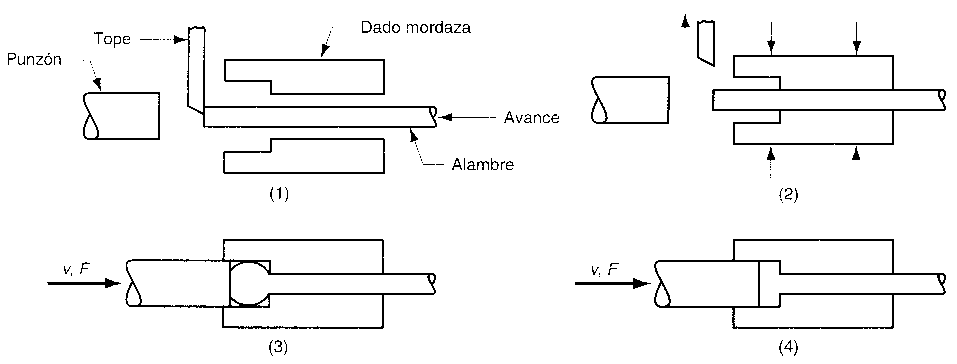 Tope
Dado mordaza
Punzón
Avance
Alambre
(1)
(2)
v, F
(3)
v, F
(4)